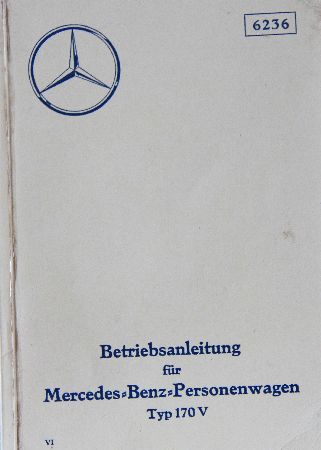 6236
Betriebsanleitung
für
Mercedes=Benz=Personenwagen
Typ 170 V
VI